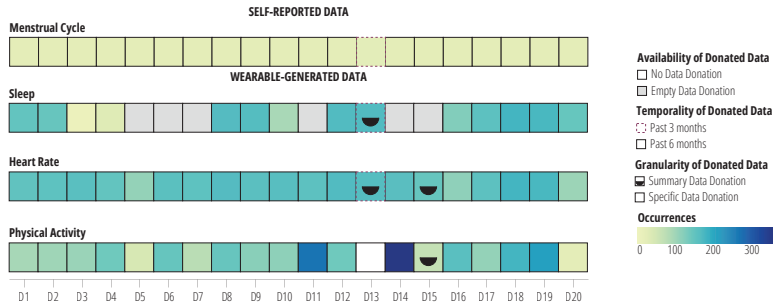 SELF-REPORTED DATA
Menstrual Cycle
WEARABLE-GENERATED DATA
Sleep
Heart Rate
Physical Activity
D1 D2 D3 D4 D5 D6 D7 D8 D9 D10 D11 D12 D13 D14 D15 D16 D17 D18 D19 D20
Availability of Donated Data
No Data Donation
Empty Data Donation
Temporality of Donated Data
Past 3 months
Past 6 months
Granularity of Donated Data
Summary Data Donation
Specific Data Donation
Occurrences
0 100 200 300